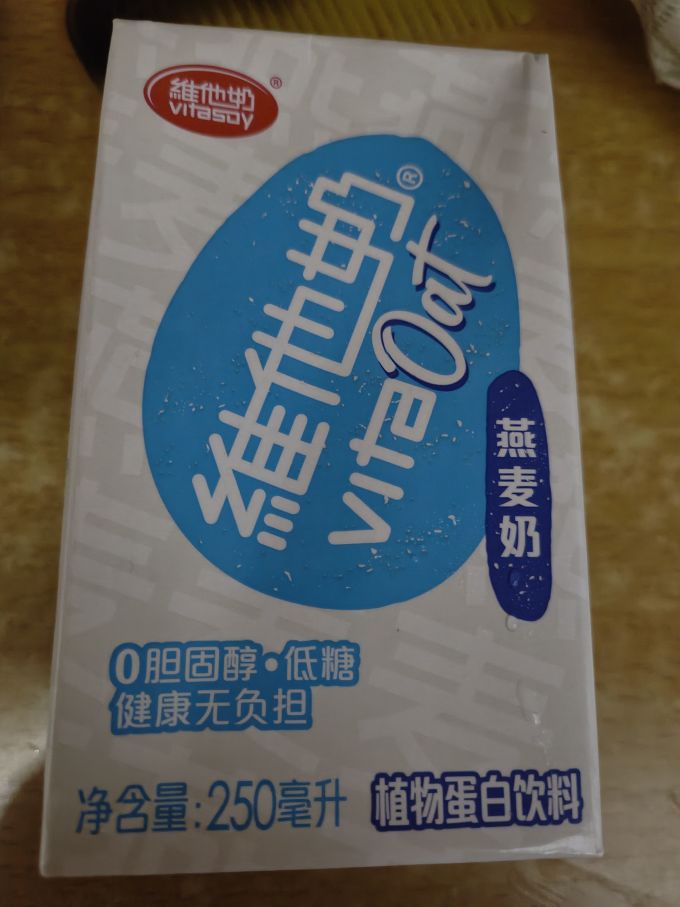 維他奶®
vitasoy
維他奶®
vitaOat
燕麦奶
0胆固醇·低糖
健康无负担
净含量:250毫升
植物蛋白饮料